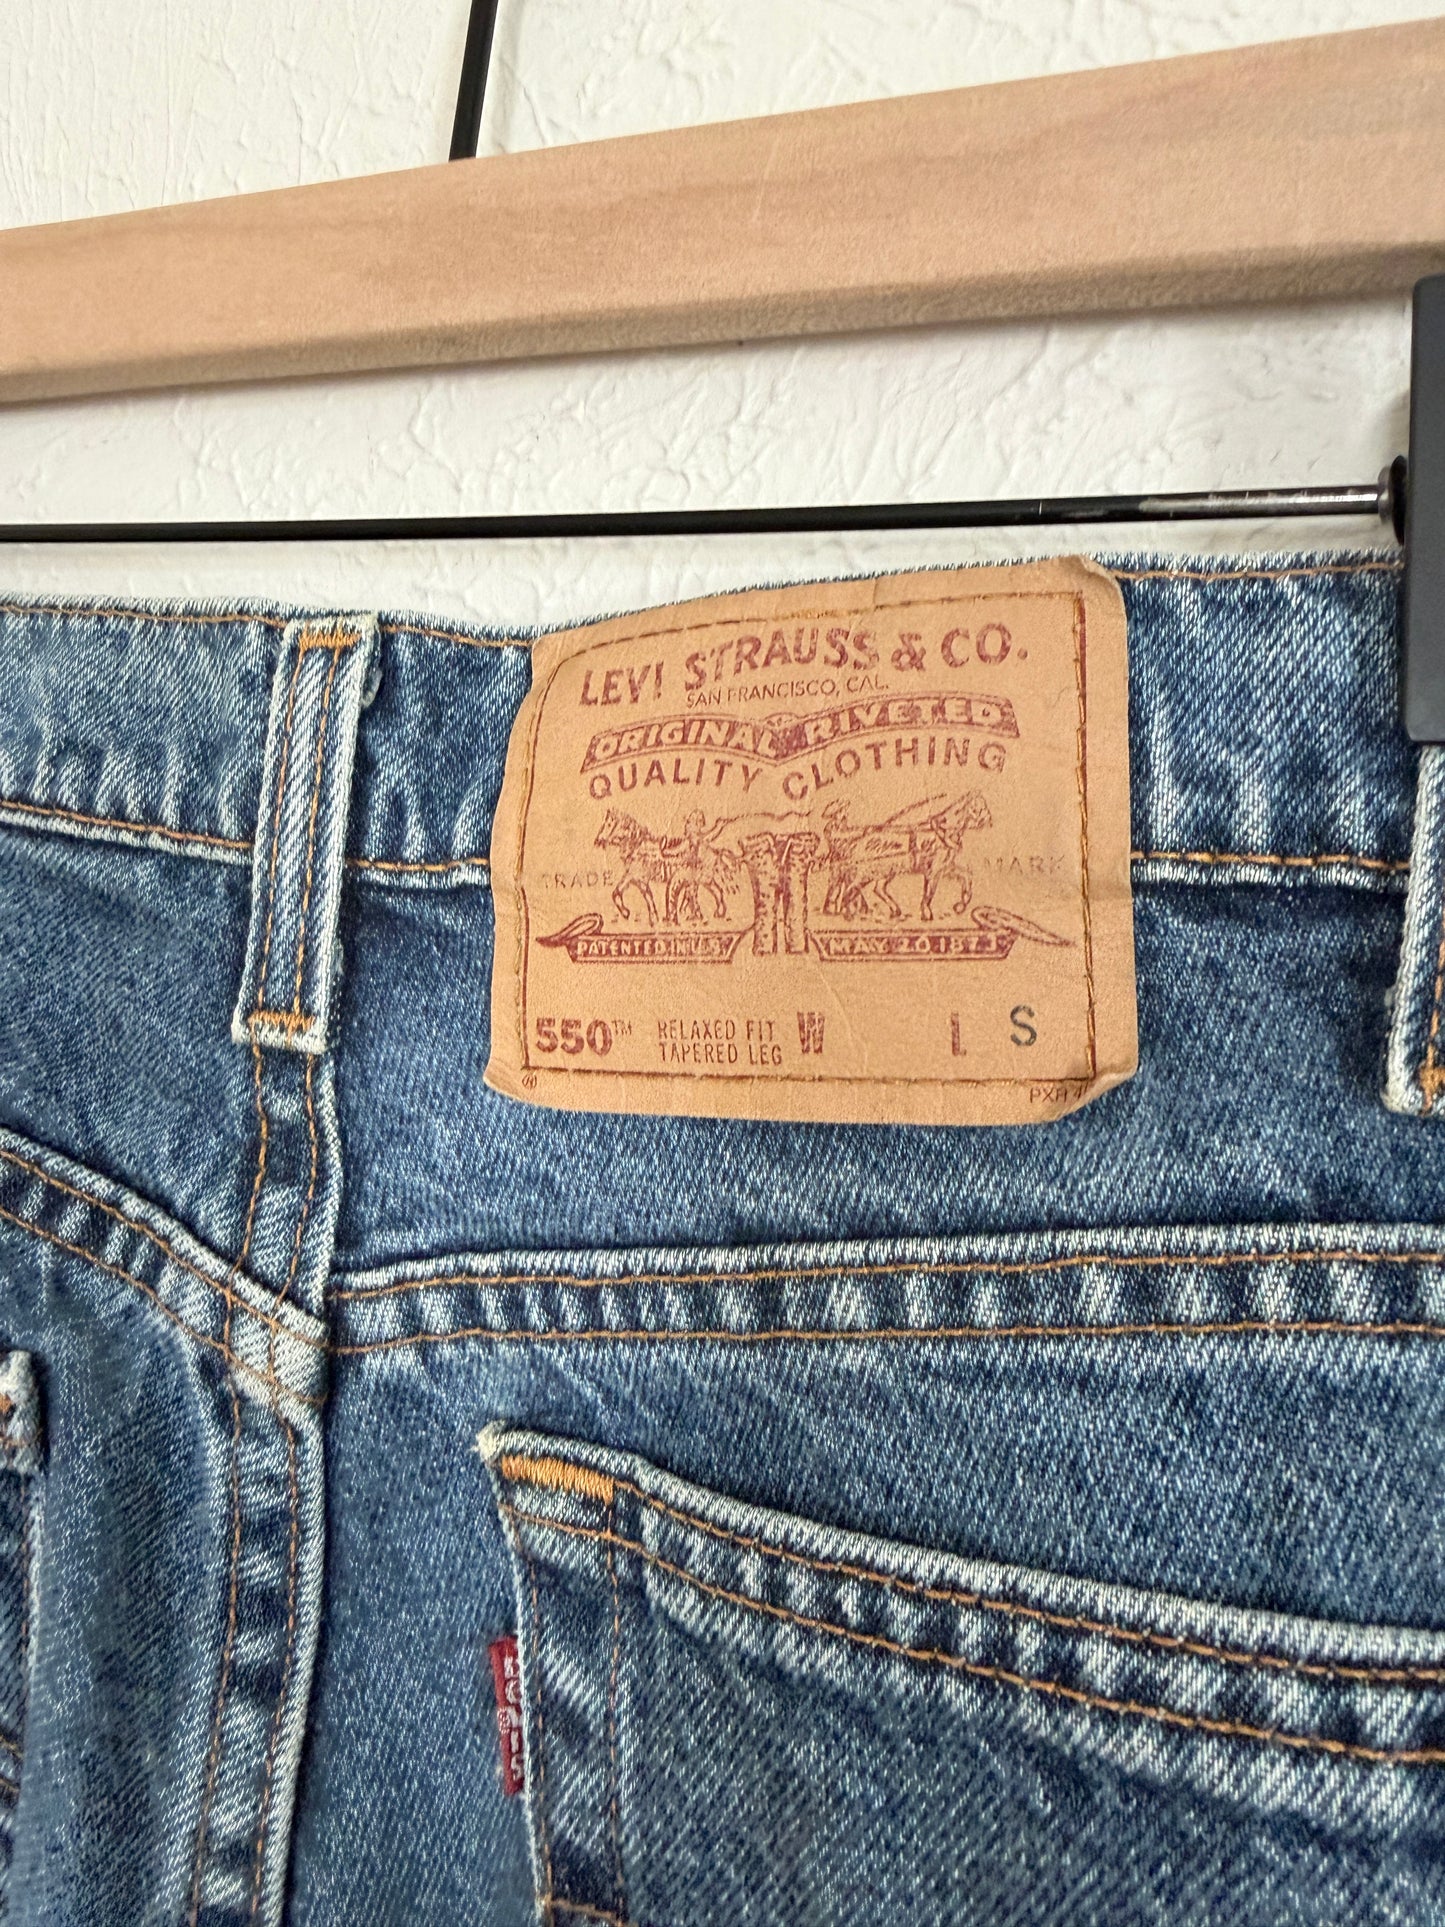 LEVI STRAUSS & CO.
SAN FRANCISCO, CAL.
ORIGINAL RIVETED
QUALITY CLOTHING
TRADE MARK
PATENTED IN U.S. MAY 20 1873
550™ RELAXED FIT W L S
TAPERED LEG
®
LEVI'S